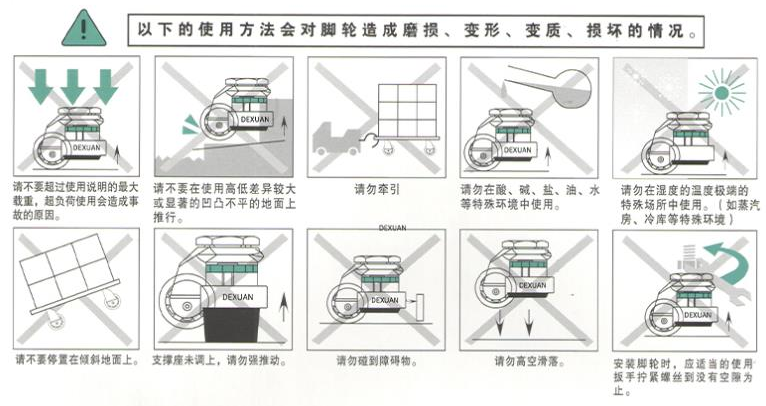 以下的使用方法会对脚轮造成磨损、变形、变质、损坏的情况。
DEXUAN
请不要超过使用说明的最大
载重，超负荷使用会造成事
故的原因。
DEXUAN
请不要在使用高低差异较大
或显著的凹凸不平的地面上
推行。
请勿牵引
DEXUAN
请勿在酸、碱、盐、油、水
等特殊环境中使用。
DEXUAN
请勿在湿度的温度极端的
特殊场所中使用。（如蒸汽
房、冷库等特殊环境）
请不要停置在倾斜地面上。
DEXUAN
支撑座未调上，请勿强推动。
DEXUAN
DEXUAN
请勿碰到障碍物。
DEXUAN
请勿高空滑落。
DEXUAN
安装脚轮时，应适当的使用
扳手拧紧螺丝到没有空隙为
止。